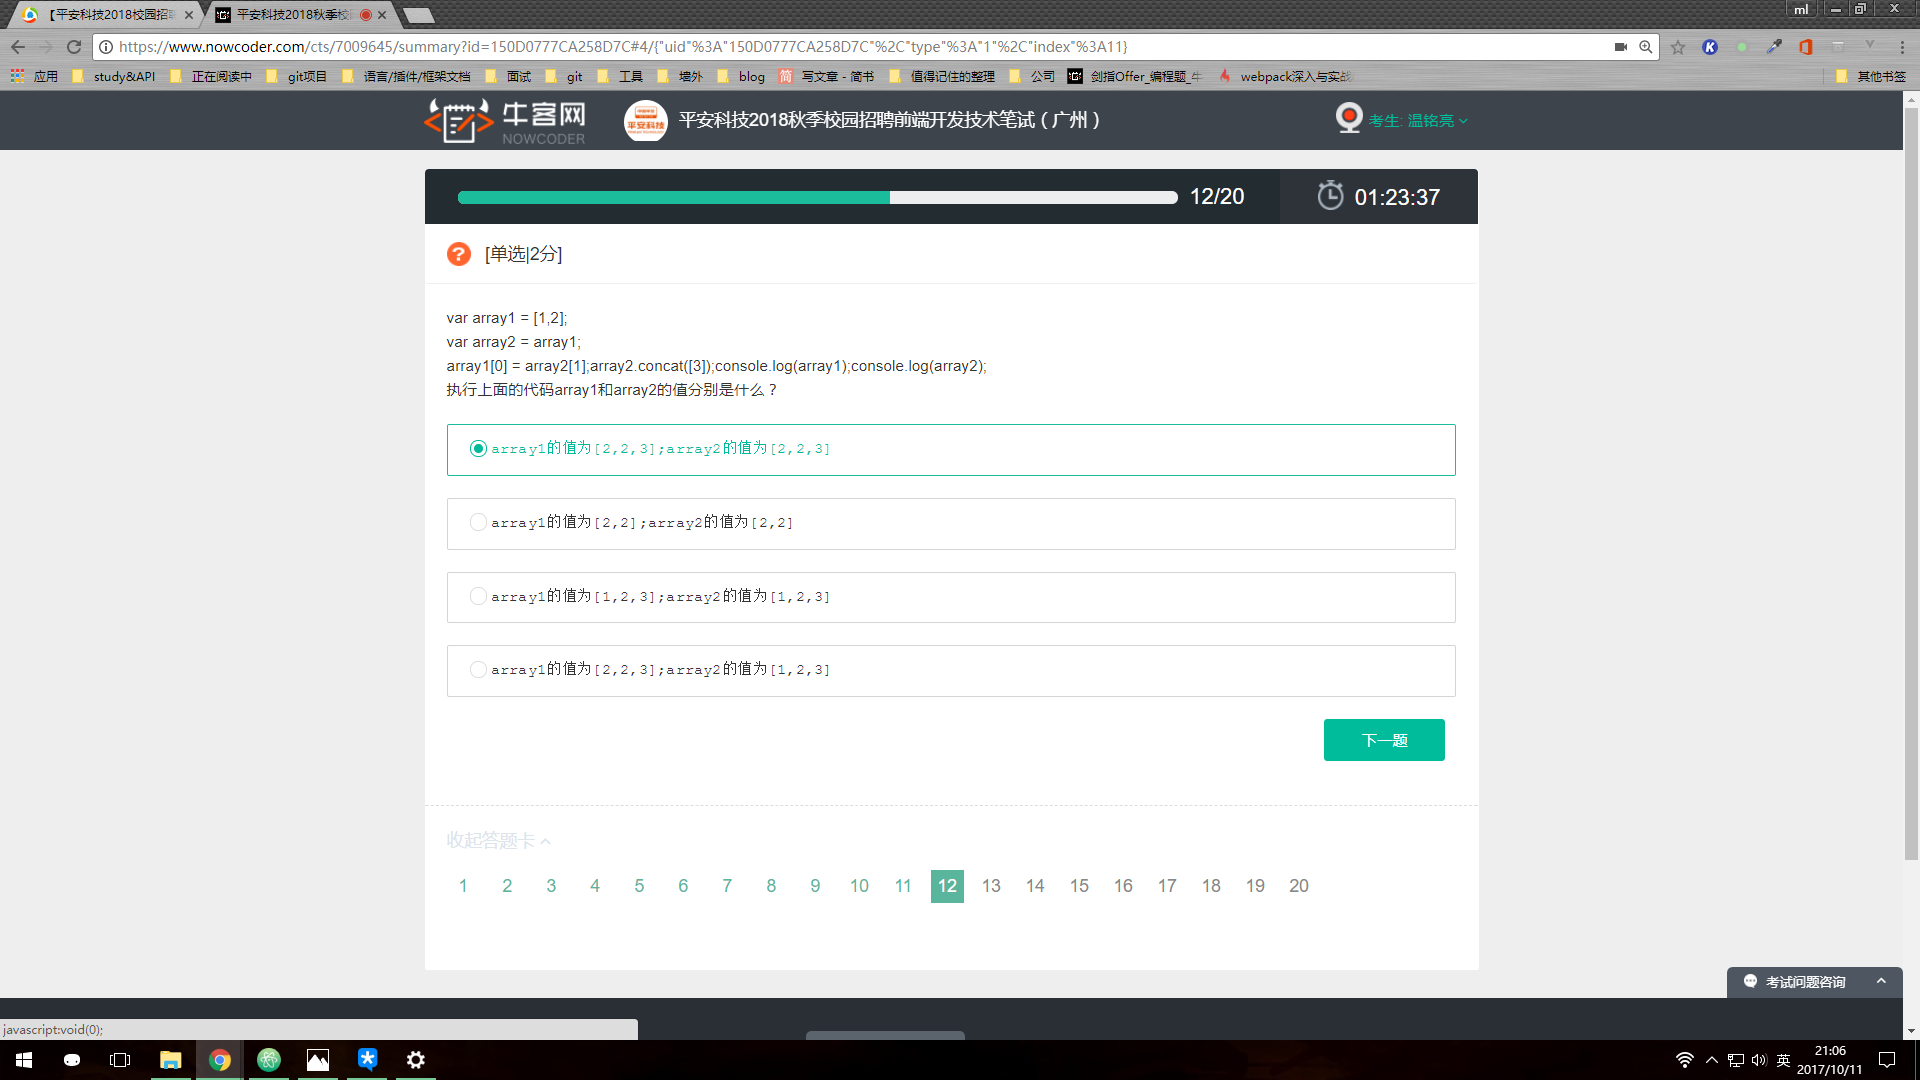 【平安科技2018校园招聘
平安科技2018秋季校
ml
https://www.nowcoder.com/cts/7009645/summary?id=150D0777CA258D7C#4/{"uid"%3A"150D0777CA258D7C"%2C"type"%3A"1"%2C"index"%3A11}
应用 study&API 正在阅读中 git项目 语言/插件/框架文档 面试 git 工具 墙外 blog 简 写文章 - 简书 值得记住的整理 公司 剑指Offer_编程题_牛 webpack深入与实战 其他书签
牛客网
NOWCODER
平安科技
平安科技2018秋季校园招聘前端开发技术笔试（广州）
考生: 温铭亮
12/20
01:23:37
? [单选|2分]
var array1 = [1,2];
var array2 = array1;
array1[0] = array2[1];array2.concat([3]);console.log(array1);console.log(array2);
执行上面的代码array1和array2的值分别是什么？
array1的值为[2,2,3];array2的值为[2,2,3]
array1的值为[2,2];array2的值为[2,2]
array1的值为[1,2,3];array2的值为[1,2,3]
array1的值为[2,2,3];array2的值为[1,2,3]
下一题
收起答题卡
1 2 3 4 5 6 7 8 9 10 11 12 13 14 15 16 17 18 19 20
考试问题咨询
javascript:void(0);
英
21:06
2017/10/11